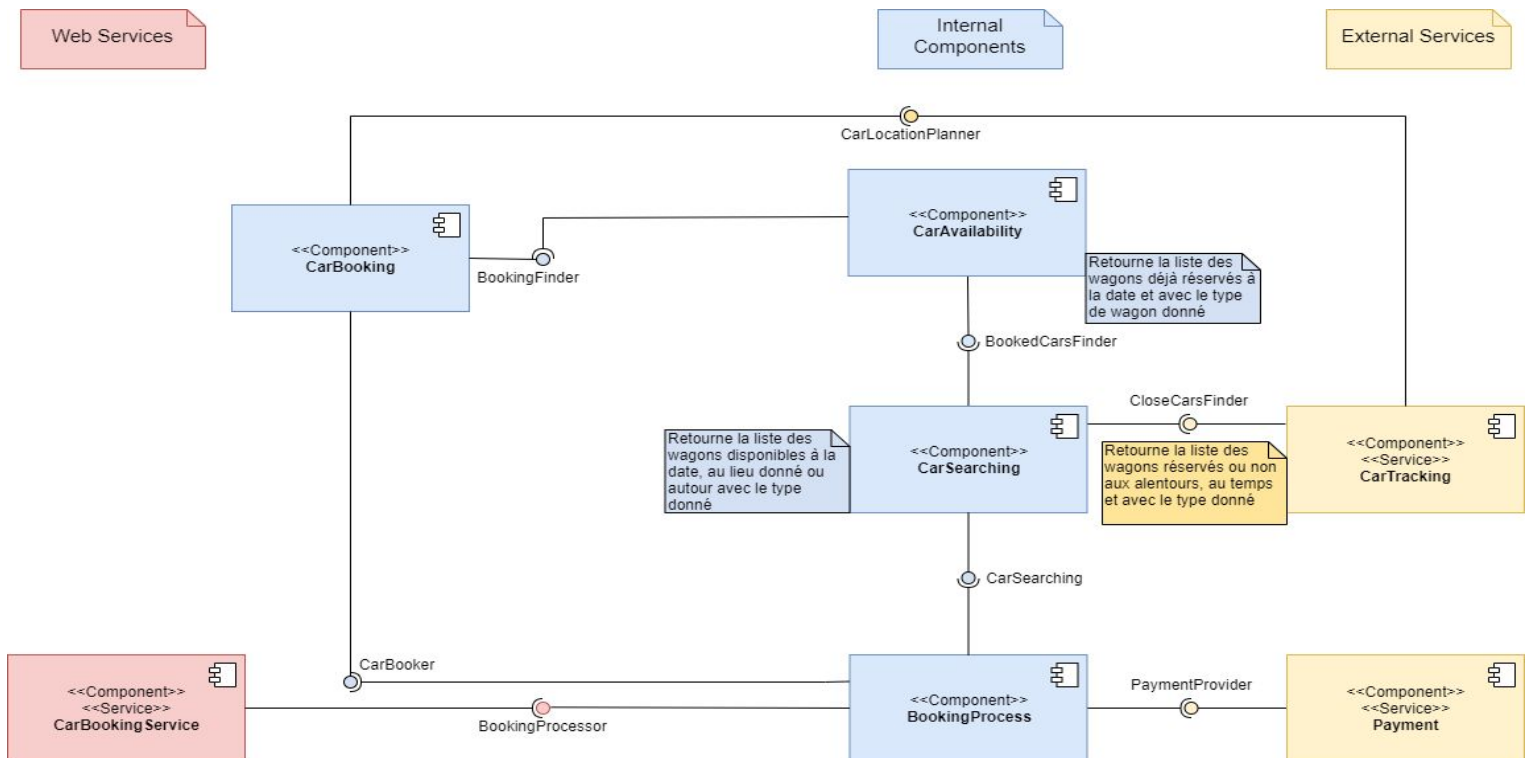 Web Services
Internal
Components
External Services
CarLocationPlanner
<<Component>>
CarBooking
BookingFinder
<<Component>>
CarAvailability
Retourne la liste des
wagons déjà réservés à
la date et avec le type
de wagon donné
BookedCarsFinder
Retourne la liste des
wagons disponibles à la
date, au lieu donné ou
autour avec le type
donné
<<Component>>
CarSearching
CloseCarsFinder
Retourne la liste des
wagons réservés ou non
aux alentours, au temps
et avec le type donné
<<Component>>
<<Service>>
CarTracking
CarSearching
CarBooker
<<Component>>
<<Service>>
CarBookingService
BookingProcessor
<<Component>>
BookingProcess
PaymentProvider
<<Component>>
<<Service>>
Payment